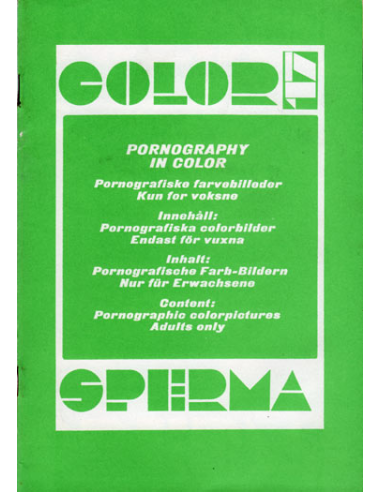 COLOR 17
PORNOGRAPHY
IN COLOR
Pornografiske farvebilleder
Kun for voksne
Innehåll:
Pornografiska colorbilder
Endast för vuxna
Inhalt:
Pornografische Farb-Bildern
Nur für Erwachsene
Content:
Pornographic colorpictures
Adults only
SPERMA